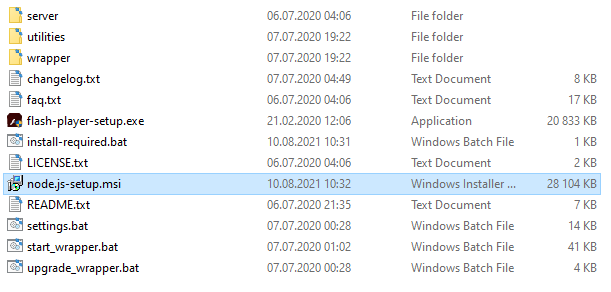 server 06.07.2020 04:06 File folder
utilities 07.07.2020 19:22 File folder
wrapper 07.07.2020 19:22 File folder
changelog.txt 07.07.2020 04:49 Text Document 8 KB
faq.txt 06.07.2020 04:06 Text Document 17 KB
flash-player-setup.exe 21.02.2020 12:06 Application 20 833 KB
install-required.bat 10.08.2021 10:31 Windows Batch File 1 KB
LICENSE.txt 06.07.2020 04:06 Text Document 2 KB
node.js-setup.msi 10.08.2021 10:32 Windows Installer ... 28 104 KB
README.txt 06.07.2020 21:35 Text Document 7 KB
settings.bat 07.07.2020 00:28 Windows Batch File 14 KB
start_wrapper.bat 07.07.2020 01:02 Windows Batch File 41 KB
upgrade_wrapper.bat 07.07.2020 00:28 Windows Batch File 4 KB